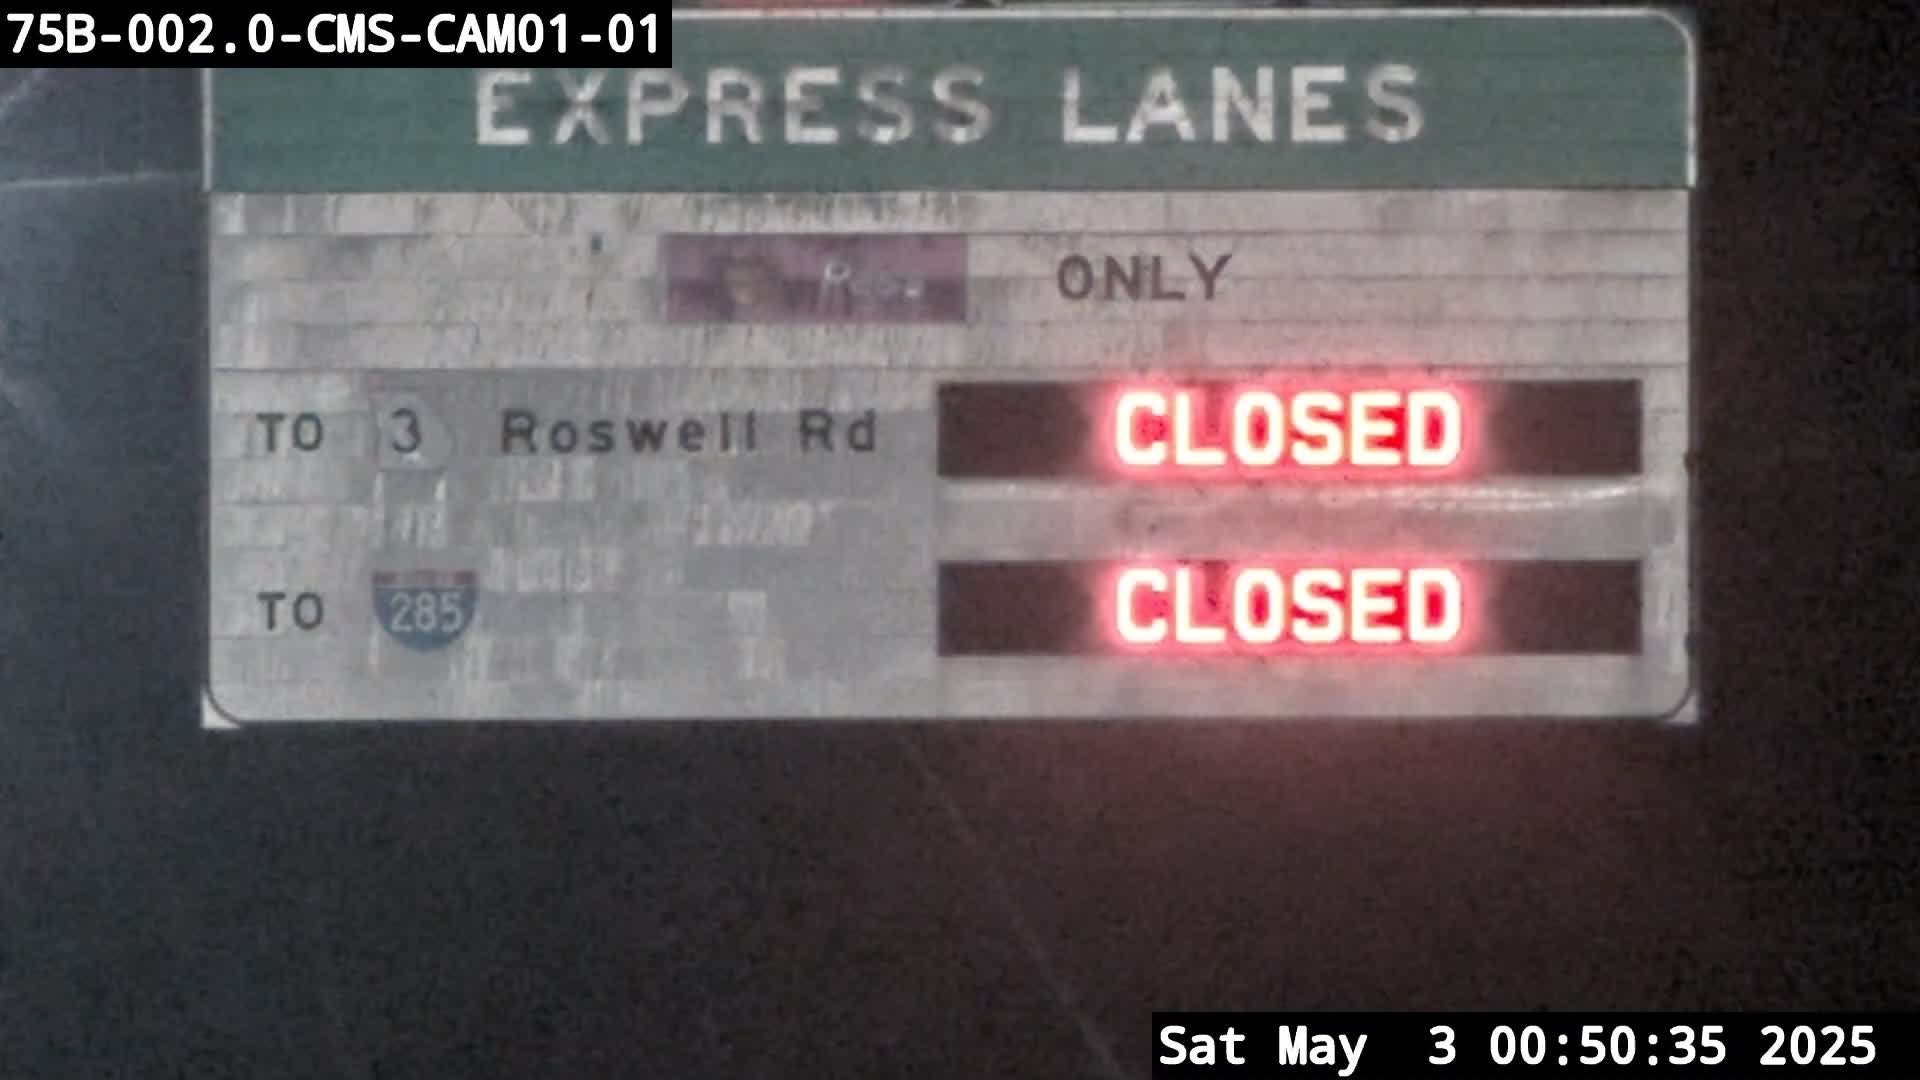 75B-002.0-CMS-CAM01-01
EXPRESS LANES
ONLY
TO 3 Roswell Rd CLOSED
TO 285 CLOSED
Sat May 3 00:50:35 2025